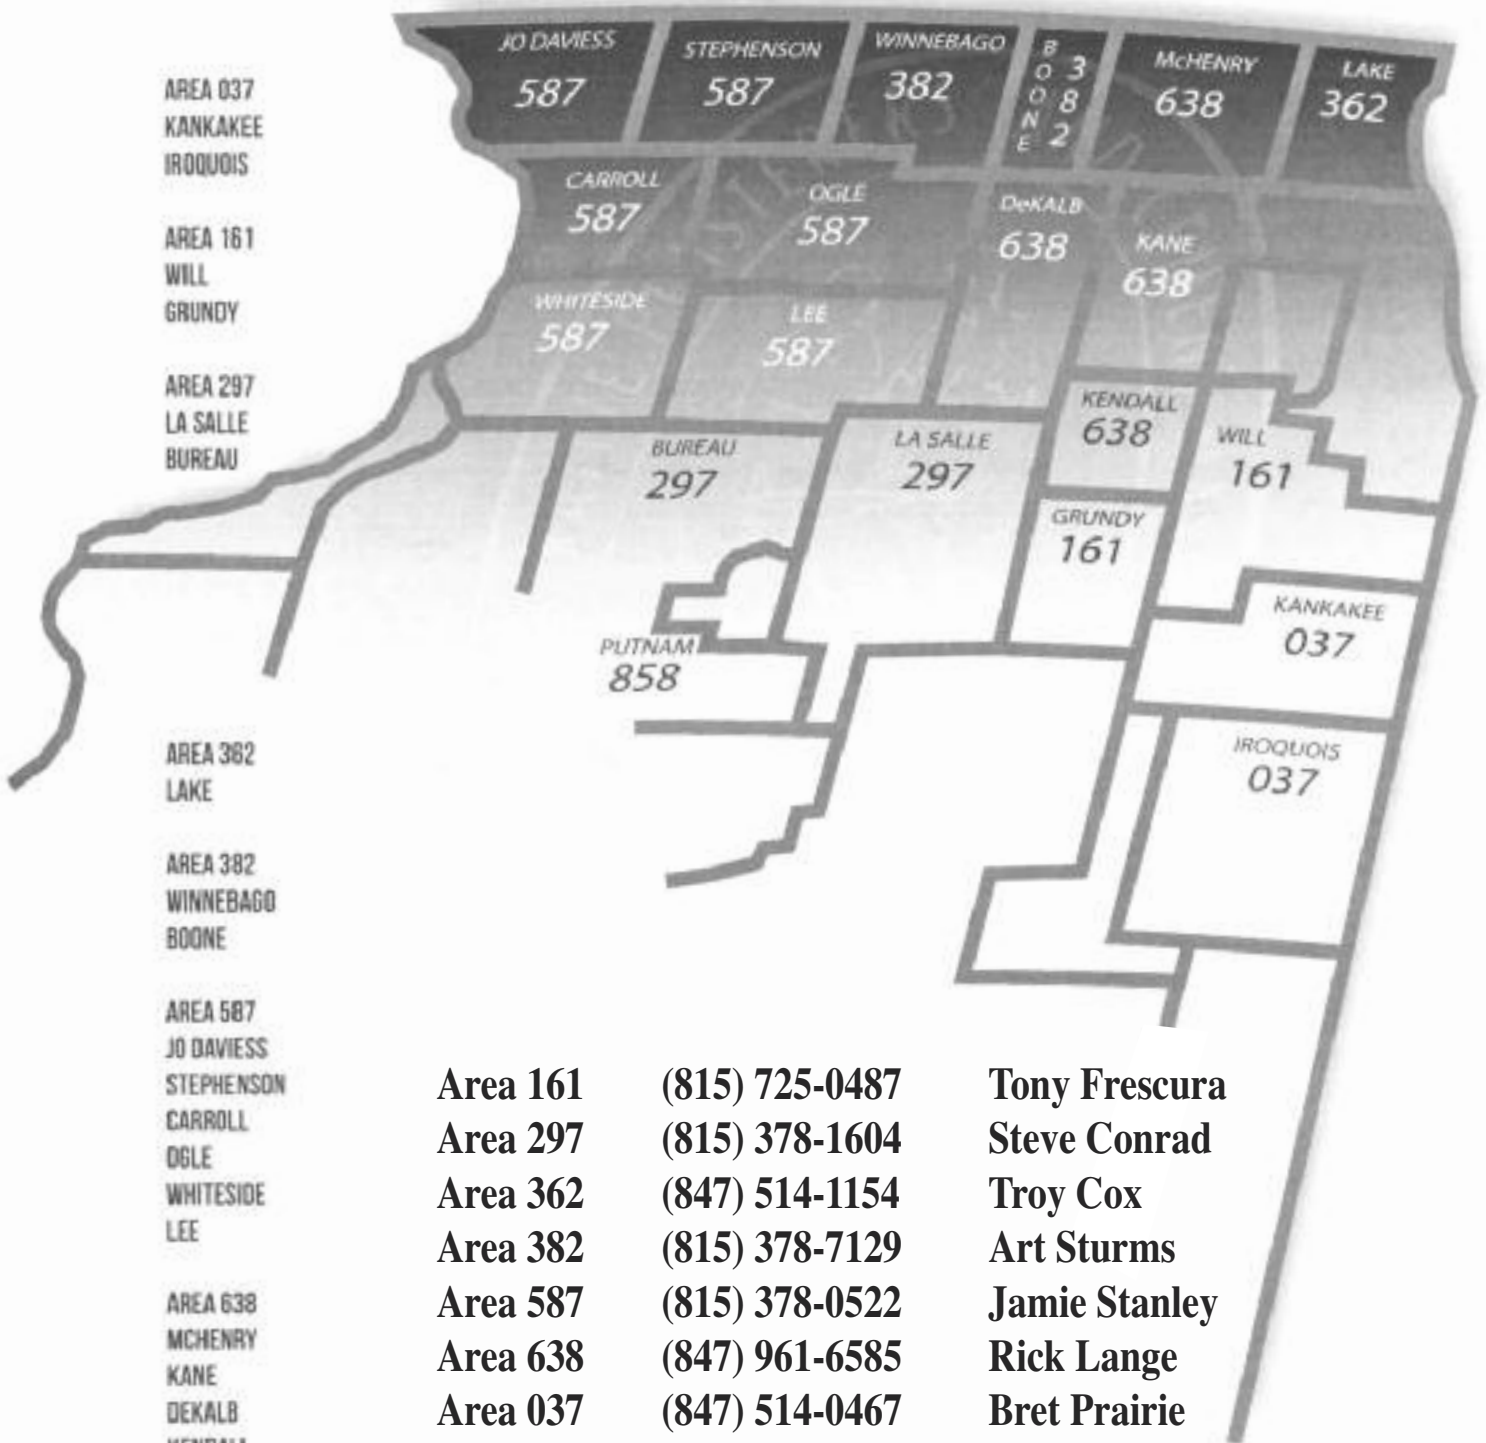 AREA 037
KANKAKEE
IROQUOIS
AREA 161
WILL
GRUNDY
AREA 297
LA SALLE
BUREAU
JO DAVIESS
587
STEPHENSON
587
WINNEBAGO
382
BOONE
382
McHENRY
638
LAKE
362
CARROLL
587
OGLE
587
DeKALB
638
KANE
638
WHITESIDE
587
LEE
587
KENDALL
638
BUREAU
297
LA SALLE
297
WILL
161
GRUNDY
161
KANKAKEE
037
PUTNAM
858
IROQUOIS
037
AREA 362
LAKE
AREA 382
WINNEBAGO
BOONE
AREA 587
JO DAVIESS
STEPHENSON
CARROLL
OGLE
WHITESIDE
LEE
AREA 638
MCHENRY
KANE
DEKALB
Area 161 (815) 725-0487 Tony Frescura
Area 297 (815) 378-1604 Steve Conrad
Area 362 (847) 514-1154 Troy Cox
Area 382 (815) 378-7129 Art Sturms
Area 587 (815) 378-0522 Jamie Stanley
Area 638 (847) 961-6585 Rick Lange
Area 037 (847) 514-0467 Bret Prairie